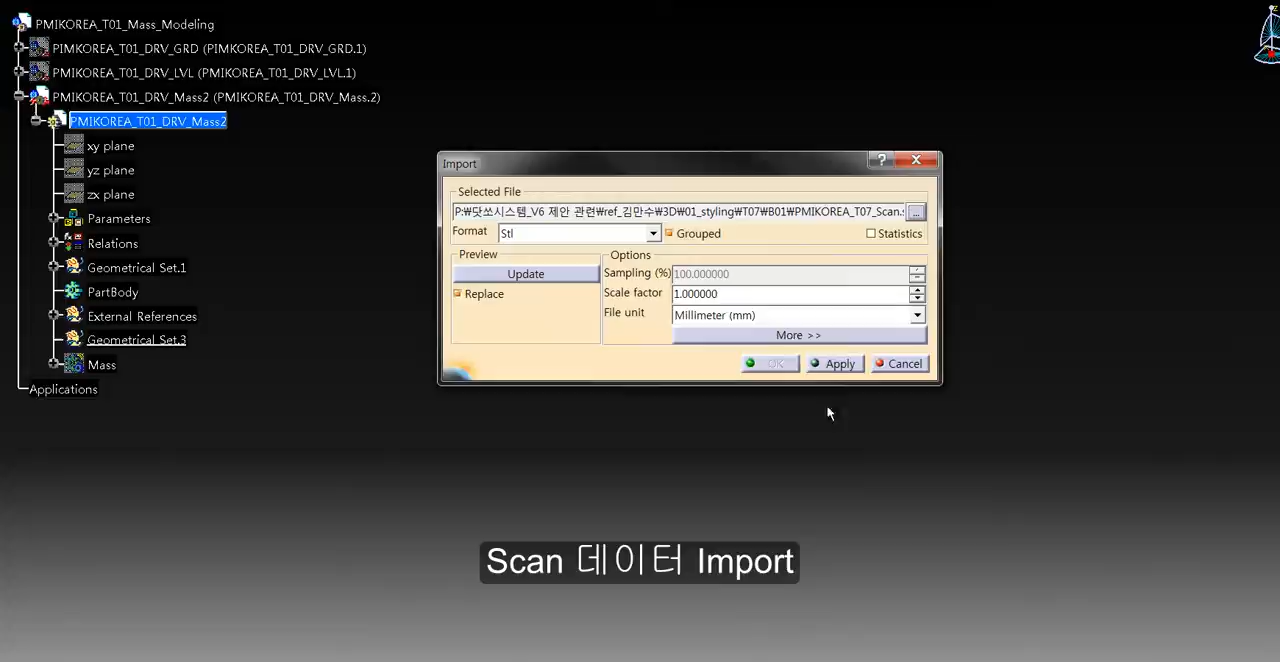 PMIKOREA_T01_Mass_Modeling
PIMKOREA_T01_DRV_GRD (PIMKOREA_T01_DRV_GRD.1)
PIMKOREA_T01_DRV_LVL (PMIKOREA_T01_DRV_LVL.1)
PMIKOREA_T01_DRV_Mass2 (PMIKOREA_T01_DRV_Mass.2)
PMIKOREA_T01_DRV_Mass2
xy plane
yz plane
zx plane
Parameters
Relations
Geometrical Set.1
PartBody
External References
Geometrical Set.3
Mass
Applications
Import
?
Selected File
P:₩닷쏘시스템_V6 제안 관련₩ref_김만수₩3D₩01_styling₩T07₩B01₩PMIKOREA_T07_Scan.s
...
Format Stl Grouped Statistics
Preview
Update
Replace
Options
Sampling (%) 100.000000
Scale factor 1.000000
File unit Millimeter (mm)
More >>
OK Apply Cancel
Scan 데이터 Import